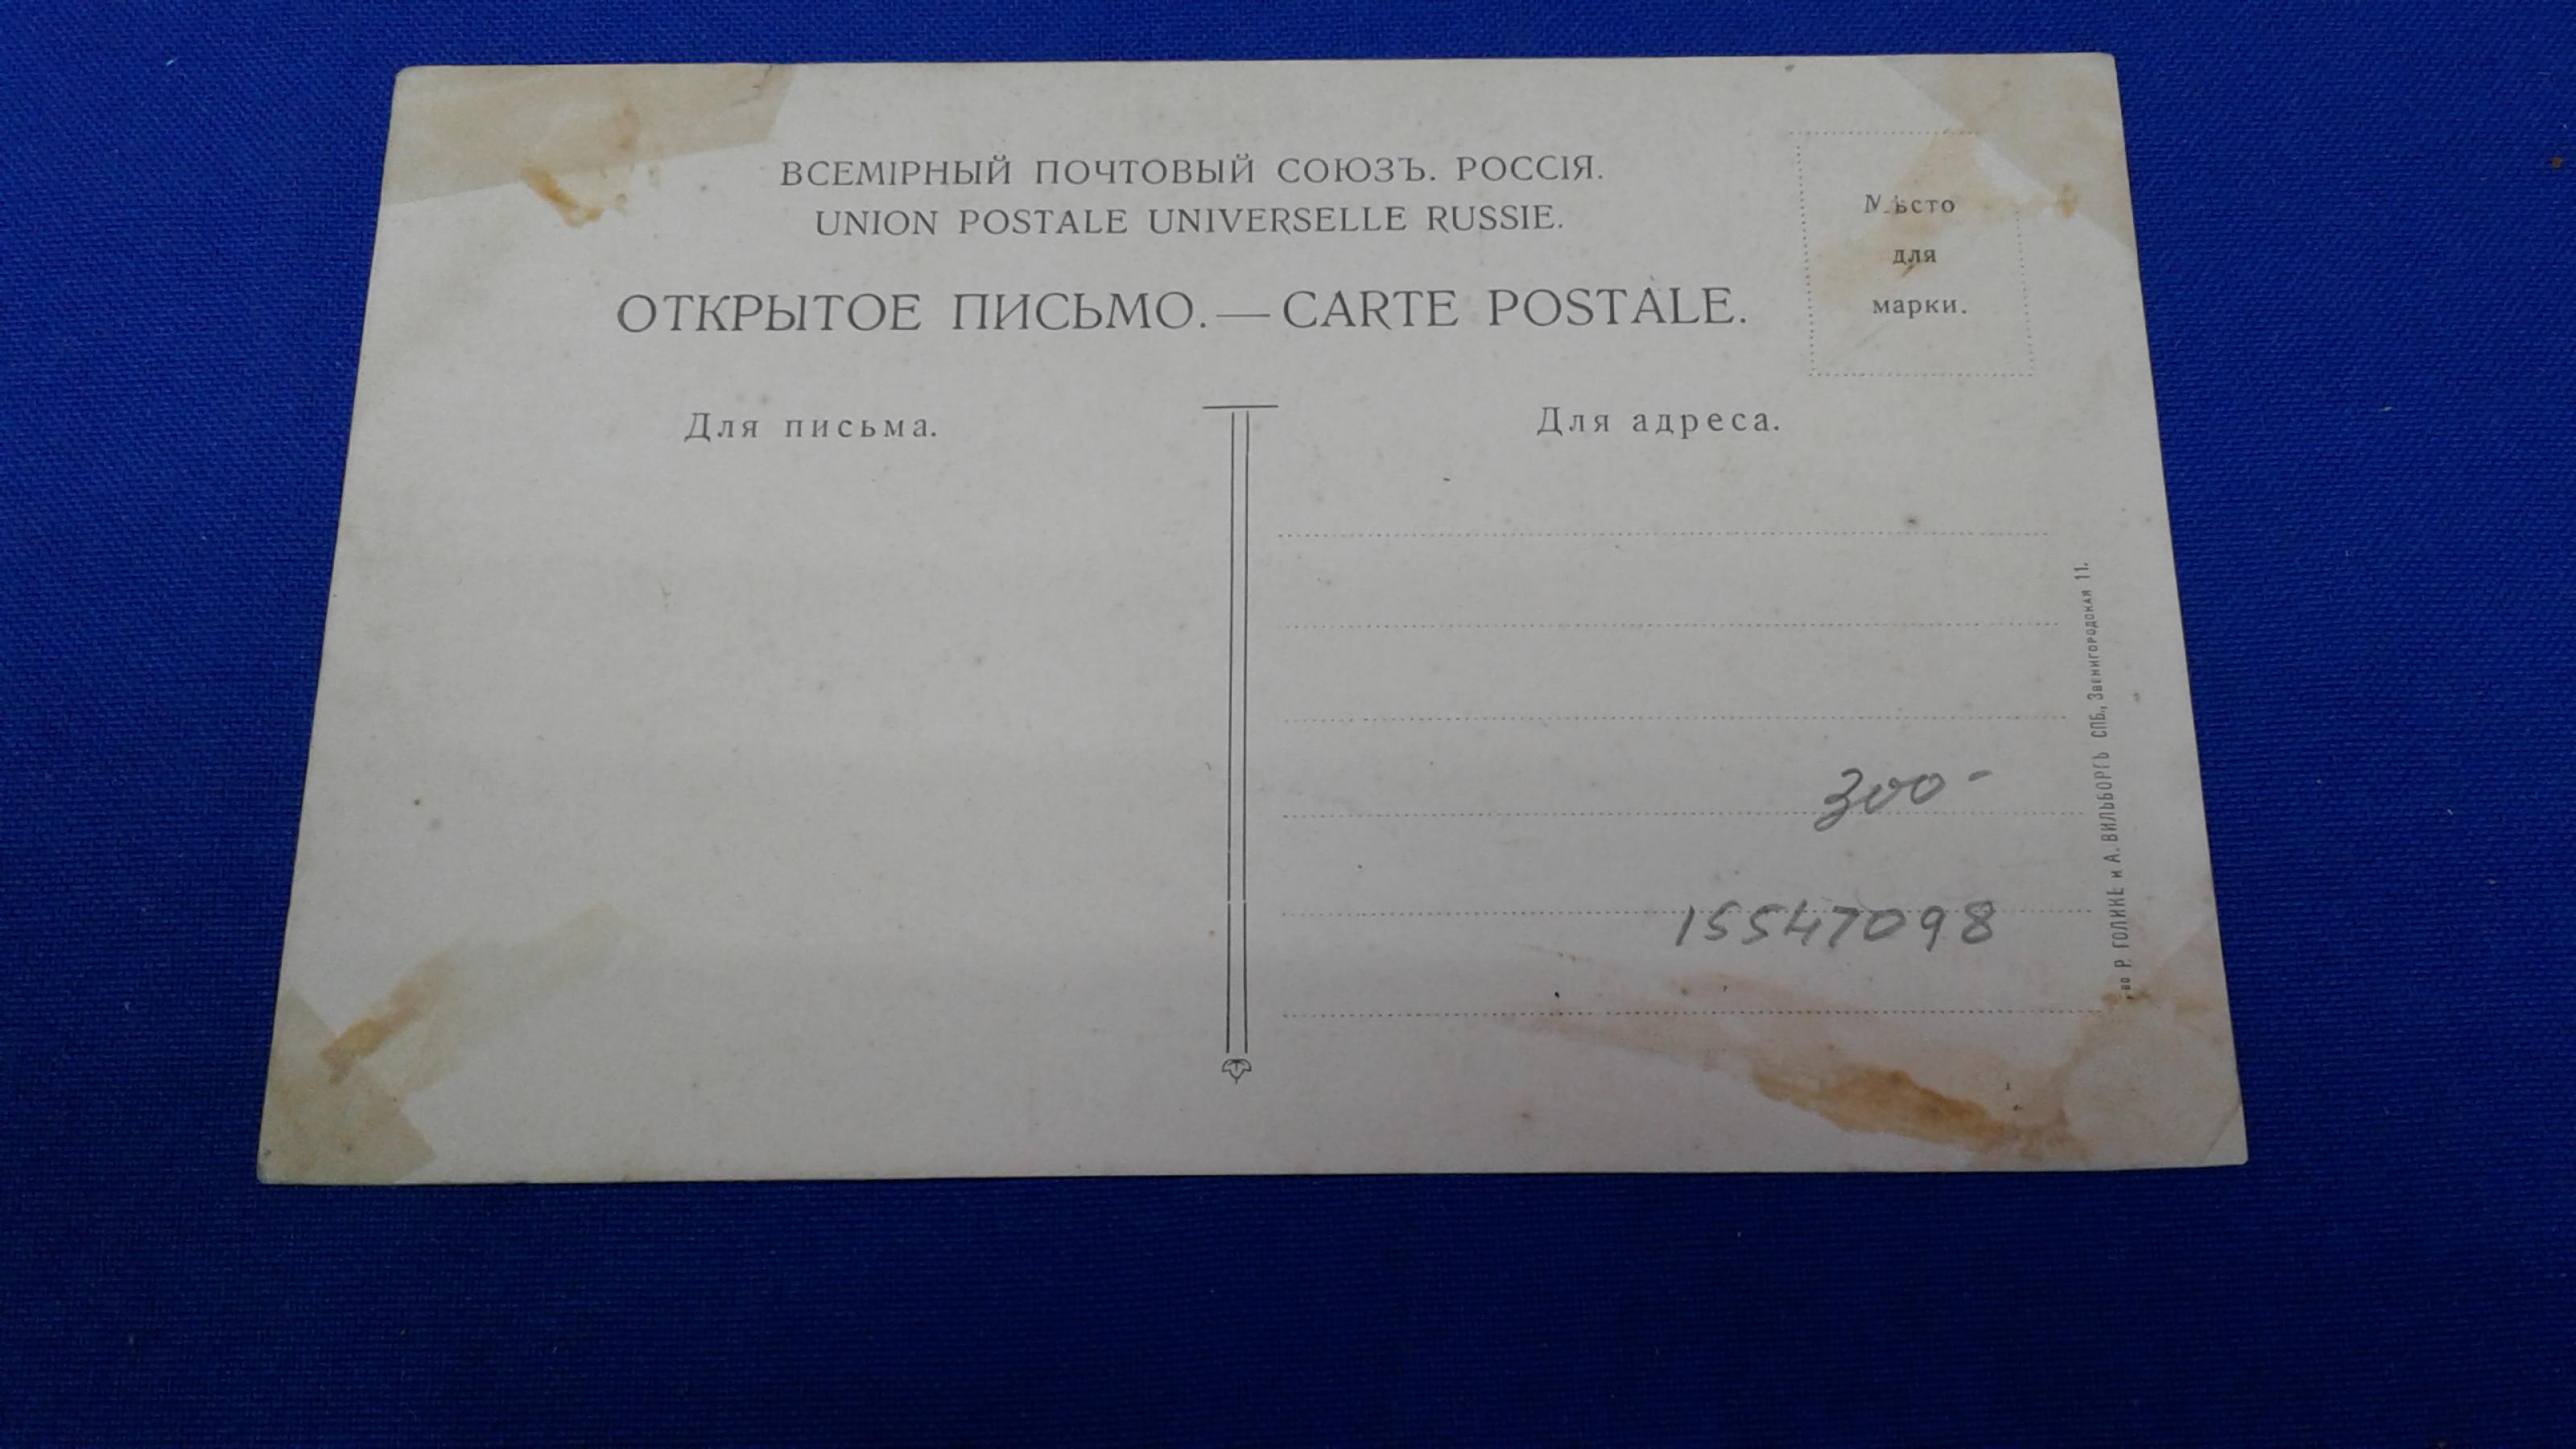 ВСЕМІРНЫЙ ПОЧТОВЫЙ СОЮЗЪ. РОССІЯ.
UNION POSTALE UNIVERSELLE RUSSIE.
ОТКРЫТОЕ ПИСЬМО.—CARTE POSTALE.
Мѣсто
для
марки.
Для письма.
Для адреса.
300-
15547098
Р. ГОЛИКЕ и А. ВИЛЬБОРГЪ СПБ., ЗВЕНИГОРОДСКАЯ 11.